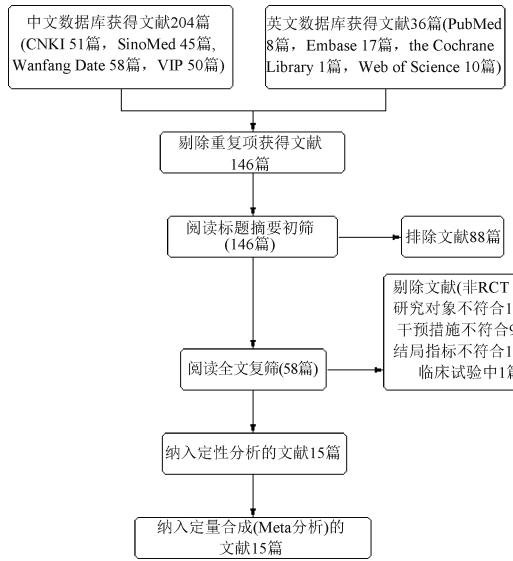 中文数据库获得文献204篇
(CNKI 51篇，SinoMed 45篇,
Wanfang Date 58篇，VIP 50篇)
英文数据库获得文献36篇(PubMed
8篇，Embase 17篇，the Cochrane
Library 1篇，Web of Science 10篇)
剔除重复项获得文献
146篇
阅读标题摘要初筛
(146篇)
排除文献88篇
剔除文献(非RCT
研究对象不符合1
干预措施不符合9
结局指标不符合1
临床试验中1篇
阅读全文复筛(58篇)
纳入定性分析的文献15篇
纳入定量合成(Meta分析)的
文献15篇